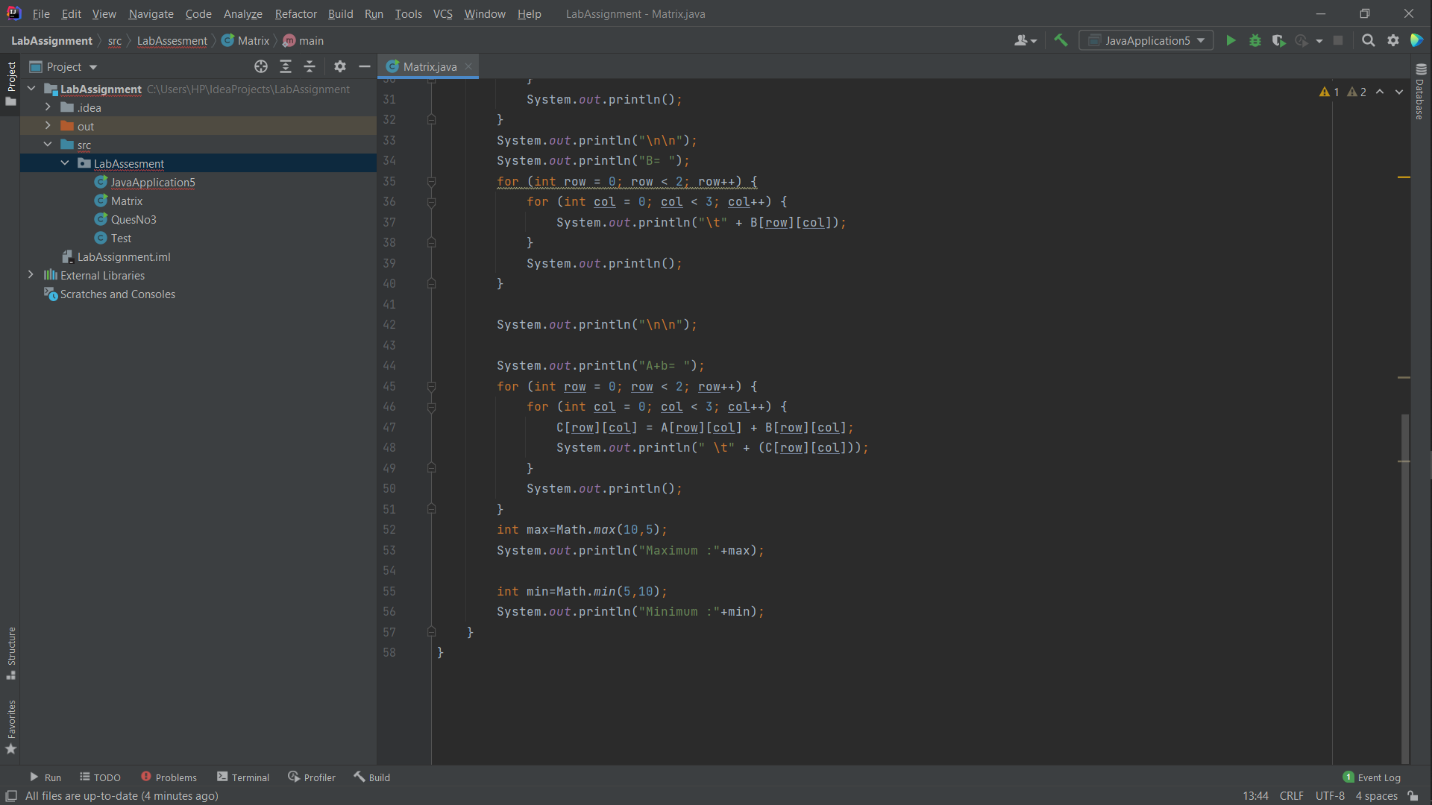 File Edit View Navigate Code Analyze Refactor Build Run Tools VCS Window Help LabAssignment - Matrix.java
LabAssignment src LabAssesment Matrix main JavaApplication5
Project
Project
Matrix.java
LabAssignment C:\Users\HP\IdeaProjects\LabAssignment
.idea
out
src
LabAssesment
JavaApplication5
Matrix
QuesNo3
Test
LabAssignment.iml
External Libraries
Scratches and Consoles
Structure
Favorites
1 2
Database
30 }
31 System.out.println();
32 }
33 System.out.println("\n\n");
34 System.out.println("B= ");
35 for (int row = 0; row < 2; row++) {
36 for (int col = 0; col < 3; col++) {
37 System.out.println("\t" + B[row][col]);
38 }
39 System.out.println();
40 }
41
42 System.out.println("\n\n");
43
44 System.out.println("A+b= ");
45 for (int row = 0; row < 2; row++) {
46 for (int col = 0; col < 3; col++) {
47 C[row][col] = A[row][col] + B[row][col];
48 System.out.println(" \t" + (C[row][col]));
49 }
50 System.out.println();
51 }
52 int max=Math.max(10,5);
53 System.out.println("Maximum :"+max);
54
55 int min=Math.min(5,10);
56 System.out.println("Minimum :"+min);
57 }
58 }
Run TODO Problems Terminal Profiler Build 1 Event Log
All files are up-to-date (4 minutes ago) 13:44 CRLF UTF-8 4 spaces